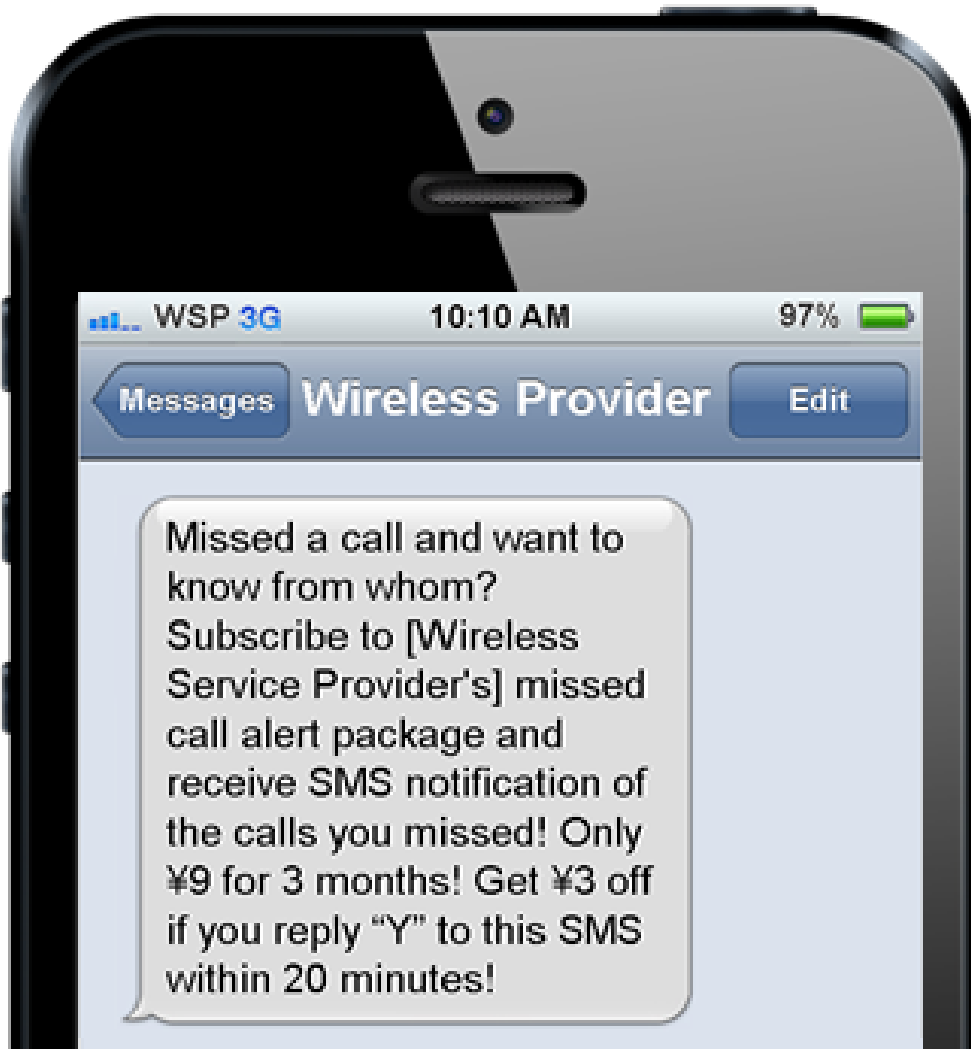 WSP 3G 10:10 AM 97%
Messages Wireless Provider Edit
Missed a call and want to
know from whom?
Subscribe to [Wireless
Service Provider's] missed
call alert package and
receive SMS notification of
the calls you missed! Only
¥9 for 3 months! Get ¥3 off
if you reply “Y” to this SMS
within 20 minutes!